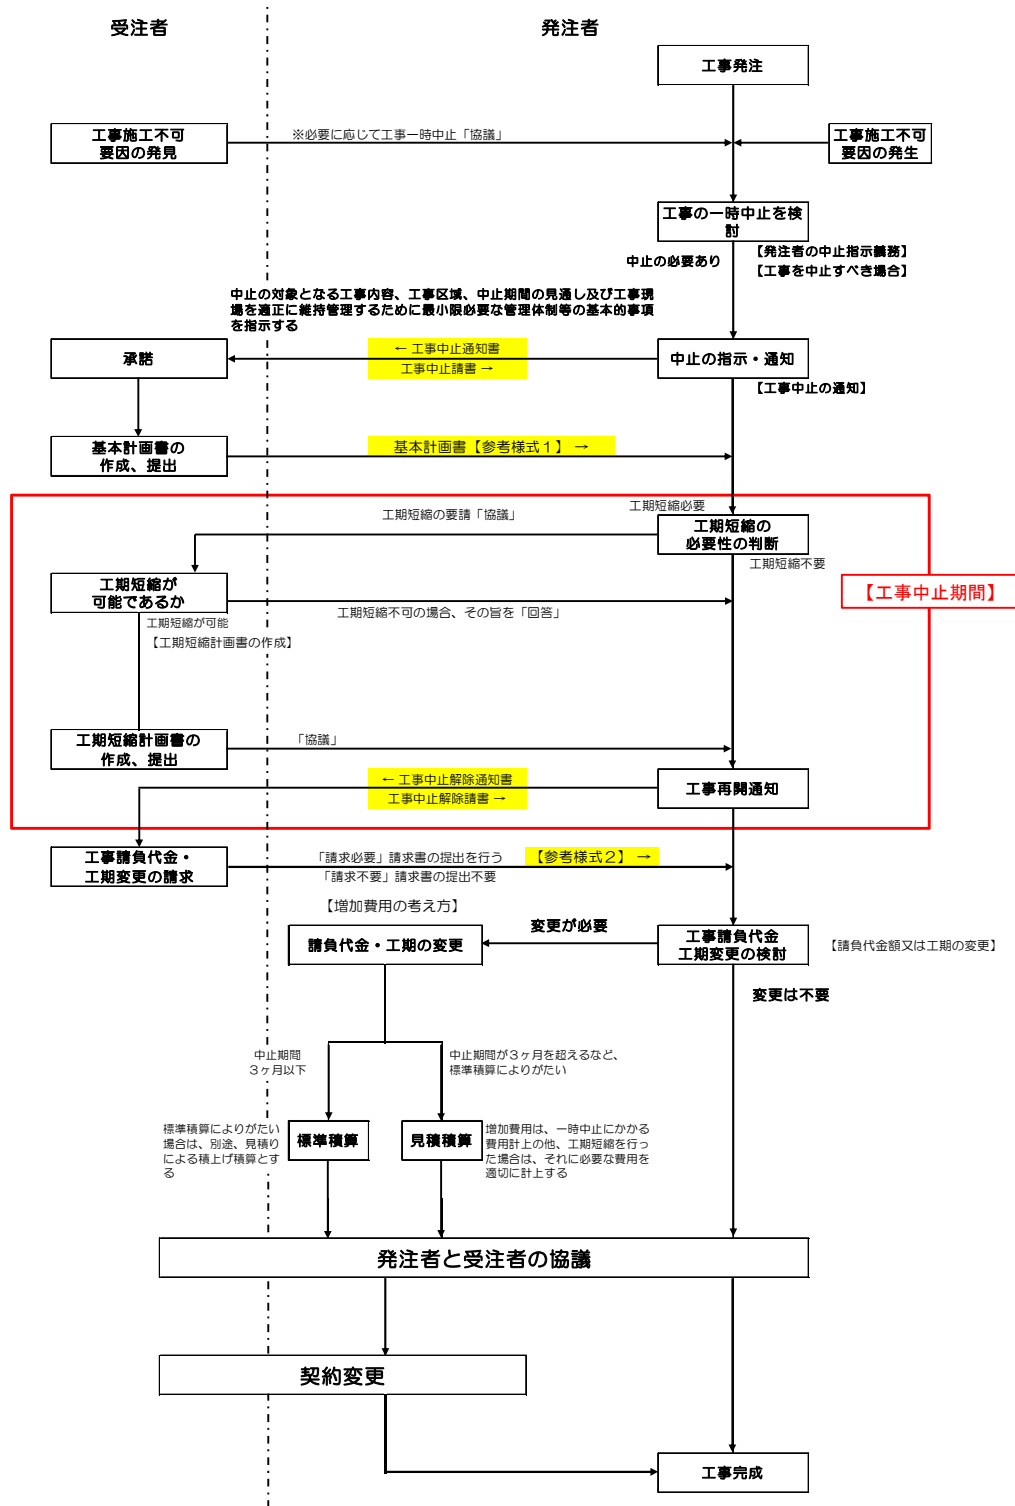 受注者
発注者
工事発注
工事施工不可
要因の発見
※必要に応じて工事一時中止「協議」
工事施工不可
要因の発生
工事の一時中止を検
討
中止の必要あり
【発注者の中止指示義務】
【工事を中止すべき場合】
中止の対象となる工事内容、工事区域、中止期間の見通し及び工事現
場を適正に維持管理するために最小限必要な管理体制等の基本的事項
を指示する
承諾
← 工事中止通知書
工事中止請書 →
中止の指示・通知
【工事中止の通知】
基本計画書の
作成、提出
基本計画書【参考様式１】 →
工期短縮必要
工期短縮の要請「協議」
工期短縮の
必要性の判断
工期短縮不要
【工事中止期間】
工期短縮が
可能であるか
工期短縮不可の場合、その旨を「回答」
工期短縮が可能
【工期短縮計画書の作成】
工期短縮計画書の
作成、提出
「協議」
← 工事中止解除通知書
工事中止解除請書 →
工事再開通知
工事請負代金・
工期変更の請求
「請求必要」請求書の提出を行う
【参考様式２】 →
「請求不要」請求書の提出不要
【増加費用の考え方】
請負代金・工期の変更
変更が必要
工事請負代金
工期変更の検討
【請負代金額又は工期の変更】
変更は不要
中止期間
３ヶ月以下
中止期間が３ヶ月を超えるなど、
標準積算によりがたい
標準積算によりがたい
場合は、別途、見積り
による積上げ積算とす
る
標準積算
見積積算
増加費用は、一時中止にかかる
費用計上の他、工期短縮を行っ
た場合は、それに必要な費用を
適切に計上する
発注者と受注者の協議
契約変更
工事完成